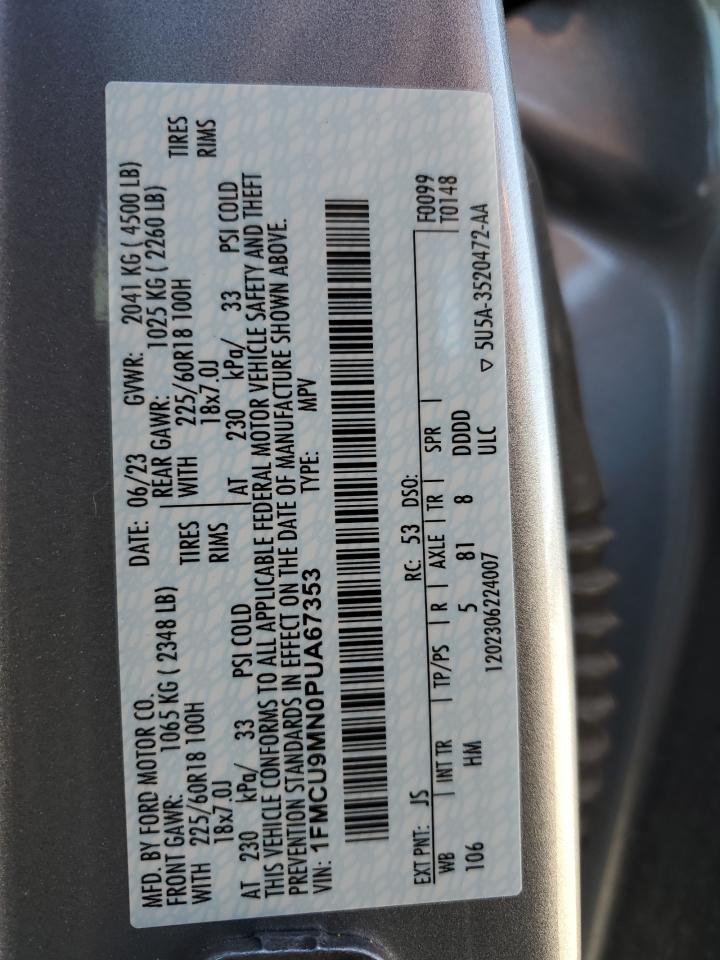 MFD. BY FORD MOTOR CO. DATE: 06/23 GVWR: 2041 KG ( 4500 LB)
FRONT GAWR: 1065 KG ( 2348 LB) REAR GAWR: 1025 KG ( 2260 LB)
WITH 225/60R18 100H TIRES WITH 225/60R18 100H TIRES
18x7.0J RIMS 18x7.0J RIMS
AT 230 kPa/ 33 PSI COLD AT 230 kPa/ 33 PSI COLD
THIS VEHICLE CONFORMS TO ALL APPLICABLE FEDERAL MOTOR VEHICLE SAFETY AND THEFT
PREVENTION STANDARDS IN EFFECT ON THE DATE OF MANUFACTURE SHOWN ABOVE.
VIN: 1FMCU9MN0PUA67353 TYPE: MPV
EXT PNT: JS RC: 53 DSO: F0099
WB INT TR TP/PS R AXLE TR SPR T0148
106 HM 5 81 8 DDDD
1202306224007 ULC ▽ 5U5A-3520472-AA